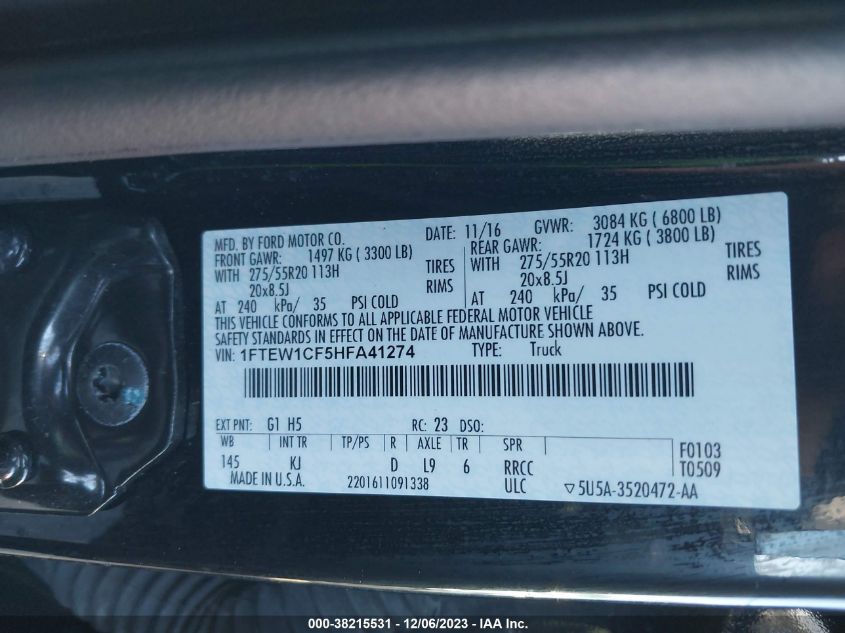 MFD. BY FORD MOTOR CO. DATE: 11/16 GVWR: 3084 KG ( 6800 LB)
FRONT GAWR: 1497 KG ( 3300 LB) REAR GAWR: 1724 KG ( 3800 LB)
WITH 275/55R20 113H TIRES WITH 275/55R20 113H TIRES
20x8.5J RIMS 20x8.5J RIMS
AT 240 kPa/ 35 PSI COLD AT 240 kPa/ 35 PSI COLD
THIS VEHICLE CONFORMS TO ALL APPLICABLE FEDERAL MOTOR VEHICLE
SAFETY STANDARDS IN EFFECT ON THE DATE OF MANUFACTURE SHOWN ABOVE.
VIN: 1FTEW1CF5HFA41274 TYPE: Truck
EXT PNT: G1 H5 RC: 23 DSO:
WB INT TR TP/PS R AXLE TR SPR F0103
145 KJ D L9 6 RRCC T0509
MADE IN U.S.A. 2201611091338 ULC ▽5U5A-3520472-AA
000-38215531 - 12/06/2023 - © IAA Inc.